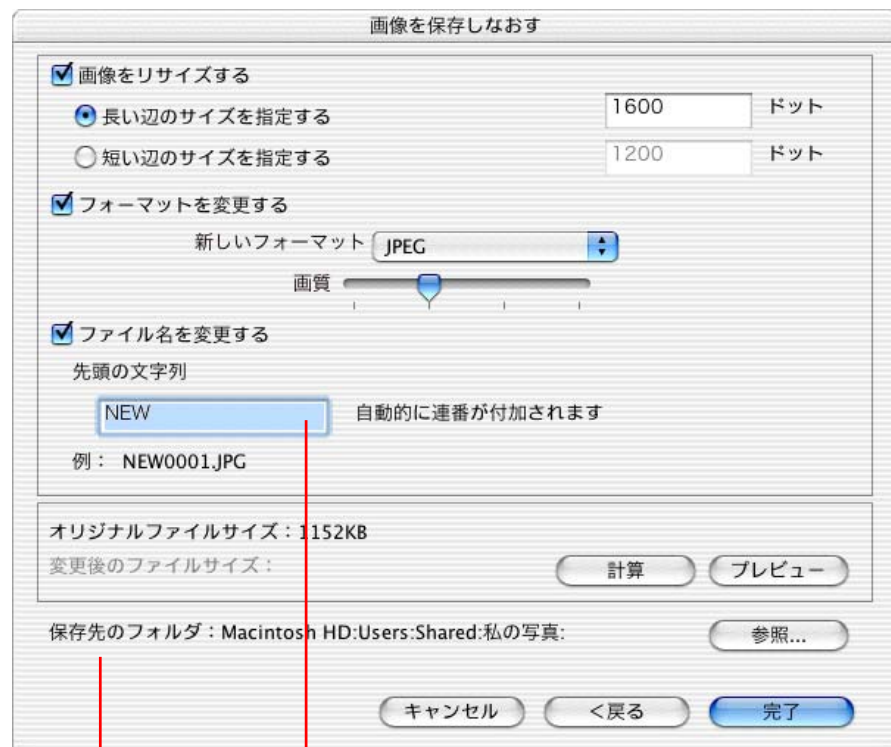 画像を保存しなおす
画像をリサイズする
長い辺のサイズを指定する 1600 ドット
短い辺のサイズを指定する 1200 ドット
フォーマットを変更する
新しいフォーマット JPEG
画質
ファイル名を変更する
先頭の文字列
NEW 自動的に連番が付加されます
例： NEW0001.JPG
オリジナルファイルサイズ：1152KB
変更後のファイルサイズ： 計算 プレビュー
保存先のフォルダ：Macintosh HD:Users:Shared:私の写真: 参照...
キャンセル <戻る 完了